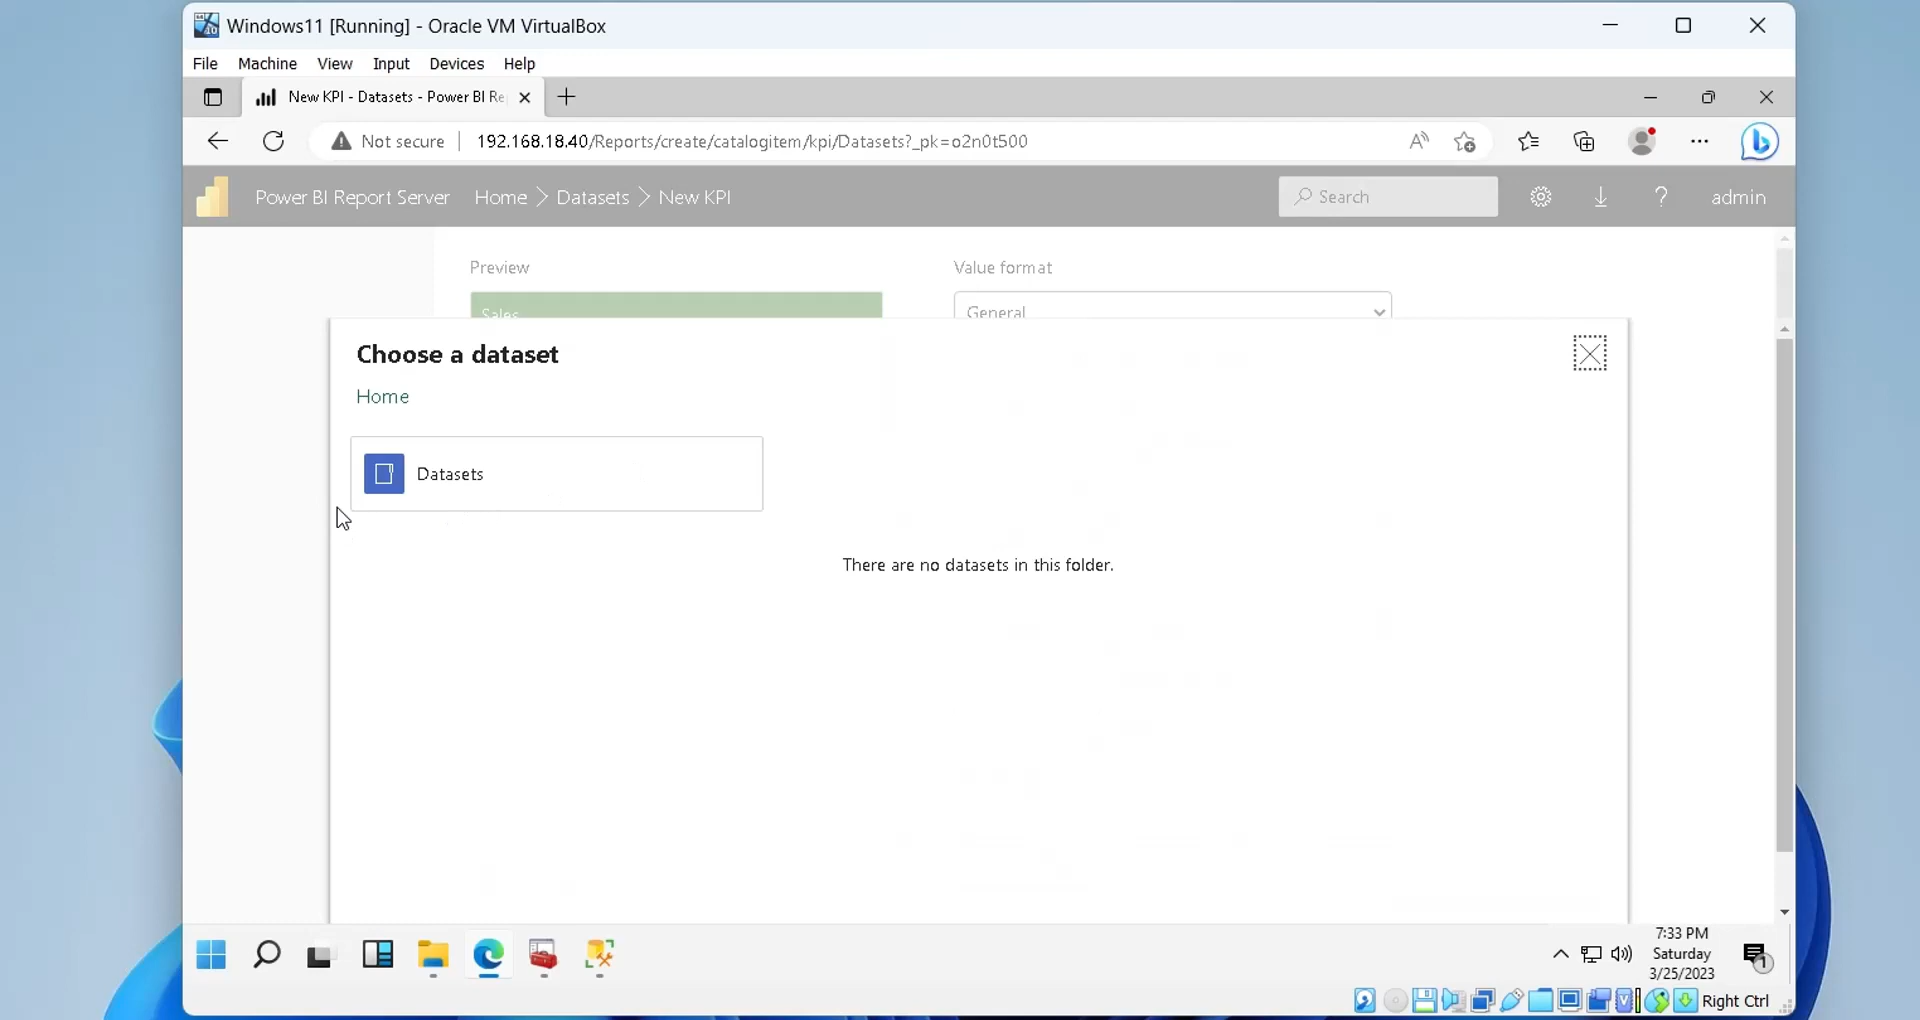 Windows11 [Running] - Oracle VM VirtualBox
File Machine View Input Devices Help
New KPI - Datasets - Power BI Re
Not secure 192.168.18.40/Reports/create/catalogitem/kpi/Datasets?_pk=o2n0t500
Power BI Report Server Home > Datasets > New KPI Search ? admin
Preview Value format
Sales General
Choose a dataset
Home
Datasets
There are no datasets in this folder.
7:33 PM
Saturday
3/25/2023
1
Right Ctrl